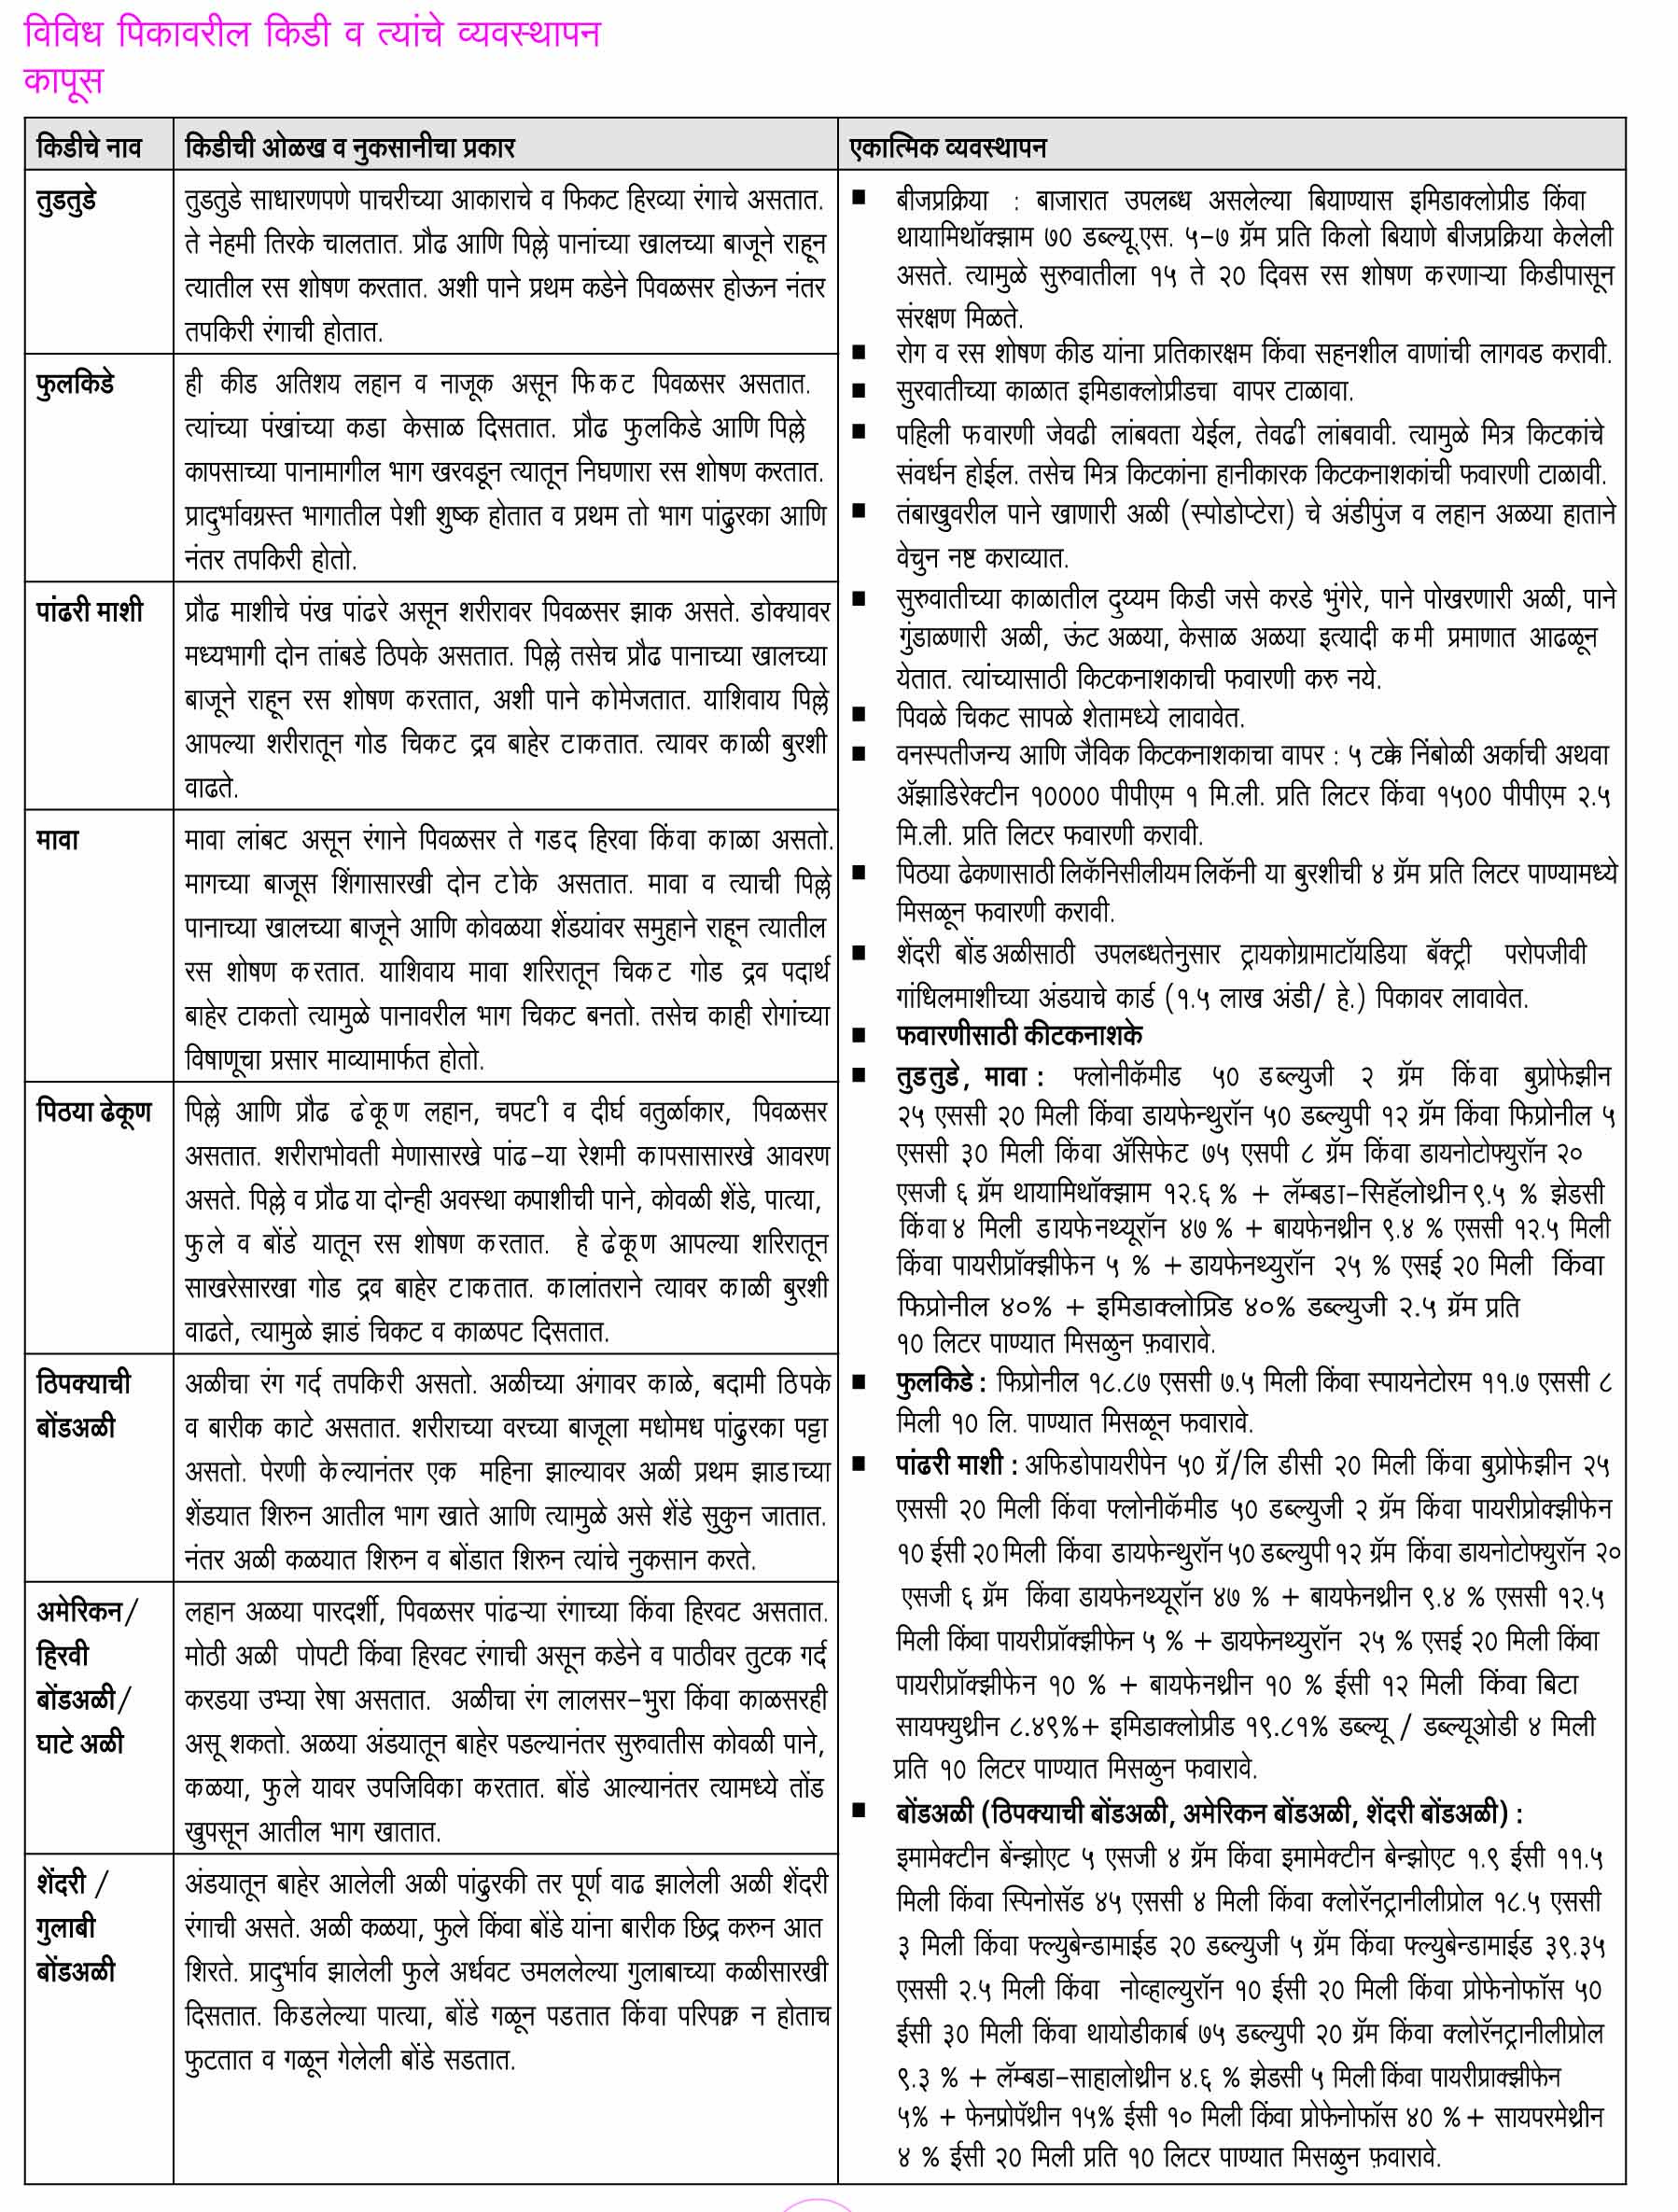 विविध पिकावरील किडी व त्यांचे व्यवस्थापन
कापूस
किडीचे नाव
किडीची ओळख व नुकसानीचा प्रकार
एकात्मिक व्यवस्थापन
तुडतुडे
तुडतुडे साधारणपणे पाचरीच्या आकाराचे व फिकट हिरव्या रंगाचे असतात.
ते नेहमी तिरके चालतात. प्रौढ आणि पिल्ले पानांच्या खालच्या बाजूने राहून
त्यातील रस शोषण करतात. अशी पाने प्रथम कडेने पिवळसर होऊन नंतर
तपकिरी रंगाची होतात.
फुलकिडे
ही कीड अतिशय लहान व नाजूक असून फिकट पिवळसर असतात.
त्यांच्या पंखांच्या कडा केसाळ दिसतात. प्रौढ फुलकिडे आणि पिल्ले
कापसाच्या पानामागील भाग खरवडून त्यातून निघणारा रस शोषण करतात.
प्रादुर्भावग्रस्त भागातील पेशी शुष्क होतात व प्रथम तो भाग पांढुरका आणि
नंतर तपकिरी होतो.
पांढरी माशी
प्रौढ माशीचे पंख पांढरे असून शरीरावर पिवळसर झाक असते. डोक्यावर
मध्यभागी दोन तांबडे ठिपके असतात. पिल्ले तसेच प्रौढ पानाच्या खालच्या
बाजूने राहून रस शोषण करतात, अशी पाने कोमेजतात. याशिवाय पिल्ले
आपल्या शरीरातून गोड चिकट द्रव बाहेर टाकतात. त्यावर काळी बुरशी
वाढते.
मावा
मावा लांबट असून रंगाने पिवळसर ते गडद हिरवा किंवा काळा असतो.
मागच्या बाजूस शिंगासारखी दोन टोके असतात. मावा व त्याची पिल्ले
पानाच्या खालच्या बाजूने आणि कोवळया शेंडयांवर समुहाने राहून त्यातील
रस शोषण करतात. याशिवाय मावा शरिरातून चिकट गोड द्रव पदार्थ
बाहेर टाकतो त्यामुळे पानावरील भाग चिकट बनतो. तसेच काही रोगांच्या
विषाणूचा प्रसार माव्यामार्फत होतो.
पिठया ढेकूण
पिल्ले आणि प्रौढ ढेकूण लहान, चपटी व दीर्घ वतुर्ळाकार, पिवळसर
असतात. शरीराभोवती मेणासारखे पांढ-या रेशमी कापसासारखे आवरण
असते. पिल्ले व प्रौढ या दोन्ही अवस्था कपाशीची पाने, कोवळी शेंडे, पात्या,
फुले व बोंडे यातून रस शोषण करतात. हे ढेकूण आपल्या शरिरातून
साखरेसारखा गोड द्रव बाहेर टाकतात. कालांतराने त्यावर काळी बुरशी
वाढते, त्यामुळे झाडं चिकट व काळपट दिसतात.
ठिपक्याची
बोंडअळी
अळीचा रंग गर्द तपकिरी असतो. अळीच्या अंगावर काळे, बदामी ठिपके
व बारीक काटे असतात. शरीराच्या वरच्या बाजूला मधोमध पांढुरका पट्टा
असतो. पेरणी केल्यानंतर एक महिना झाल्यावर अळी प्रथम झाडाच्या
शेंडयात शिरुन आतील भाग खाते आणि त्यामुळे असे शेंडे सुकुन जातात.
नंतर अळी कळयात शिरुन व बोंडात शिरुन त्यांचे नुकसान करते.
अमेरिकन/
हिरवी
बोंडअळी/
घाटे अळी
लहान अळया पारदर्शी, पिवळसर पांढऱ्या रंगाच्या किंवा हिरवट असतात.
मोठी अळी पोपटी किंवा हिरवट रंगाची असून कडेने व पाठीवर तुटक गर्द
करडया उभ्या रेषा असतात. अळीचा रंग लालसर-भुरा किंवा काळसरही
असू शकतो. अळया अंडयातून बाहेर पडल्यानंतर सुरुवातीस कोवळी पाने,
कळया, फुले यावर उपजिविका करतात. बोंडे आल्यानंतर त्यामध्ये तोंड
खुपसून आतील भाग खातात.
शेंदरी /
गुलाबी
बोंडअळी
अंडयातून बाहेर आलेली अळी पांढुरकी तर पूर्ण वाढ झालेली अळी शेंदरी
रंगाची असते. अळी कळया, फुले किंवा बोंडे यांना बारीक छिद्र करुन आत
शिरते. प्रादुर्भाव झालेली फुले अर्धवट उमललेल्या गुलाबाच्या कळीसारखी
दिसतात. किडलेल्या पात्या, बोंडे गळून पडतात किंवा परिपक्व न होताच
फुटतात व गळून गेलेली बोंडे सडतात.
■ बीजप्रक्रिया : बाजारात उपलब्ध असलेल्या बियाण्यास इमिडाक्लोप्रीड किंवा
थायामिथॉक्झाम ७० डब्ल्यू.एस. ५-७ ग्रॅम प्रति किलो बियाणे बीजप्रक्रिया केलेली
असते. त्यामुळे सुरुवातीला १५ ते २० दिवस रस शोषण करणाऱ्या किडीपासून
संरक्षण मिळते.
■ रोग व रस शोषण कीड यांना प्रतिकारक्षम किंवा सहनशील वाणांची लागवड करावी.
■ सुरवातीच्या काळात इमिडाक्लोप्रीडचा वापर टाळावा.
■ पहिली फवारणी जेवढी लांबवता येईल, तेवढी लांबवावी. त्यामुळे मित्र किटकांचे
संवर्धन होईल. तसेच मित्र किटकांना हानीकारक किटकनाशकांची फवारणी टाळावी.
■ तंबाखुवरील पाने खाणारी अळी (स्पोडोप्टेरा) चे अंडीपुंज व लहान अळया हाताने
वेचुन नष्ट कराव्यात.
■ सुरुवातीच्या काळातील दुय्यम किडी जसे करडे भुंगेरे, पाने पोखरणारी अळी, पाने
गुंडाळणारी अळी, ऊंट अळया, केसाळ अळया इत्यादी कमी प्रमाणात आढळून
येतात. त्यांच्यासाठी किटकनाशकाची फवारणी करु नये.
■ पिवळे चिकट सापळे शेतामध्ये लावावेत.
■ वनस्पतीजन्य आणि जैविक किटकनाशकाचा वापर : ५ टक्के निंबोळी अर्काची अथवा
ॲझाडिरेक्टीन १०००० पीपीएम १ मि.ली. प्रति लिटर किंवा १५०० पीपीएम २.५
मि.ली. प्रति लिटर फवारणी करावी.
■ पिठया ढेकणासाठी लिकॅनिसीलीयम लिकॅनी या बुरशीची ४ ग्रॅम प्रति लिटर पाण्यामध्ये
मिसळून फवारणी करावी.
■ शेंदरी बोंड अळीसाठी उपलब्धतेनुसार ट्रायकोग्रामाटॉयडिया बॅक्ट्री परोपजीवी
गांधिलमाशीच्या अंडयाचे कार्ड (१.५ लाख अंडी/ हे.) पिकावर लावावेत.
■ फवारणीसाठी कीटकनाशके
■ तुडतुडे, मावा : फ्लोनीकॅमीड ५० डब्ल्युजी २ ग्रॅम किंवा बुप्रोफेझीन
२५ एससी २० मिली किंवा डायफेन्थुरॉन ५० डब्ल्युपी १२ ग्रॅम किंवा फिप्रोनील ५
एससी ३० मिली किंवा ॲसिफेट ७५ एसपी ८ ग्रॅम किंवा डायनोटोफ्युरॉन २०
एसजी ६ ग्रॅम थायामिथॉक्झाम १२.६ % + लॅम्बडा-सिहॅलोथ्रीन ९.५ % झेडसी
किंवा ४ मिली डायफेनथ्यूरॉन ४७ % + बायफेनथ्रीन ९.४ % एससी १२.५ मिली
किंवा पायरीप्रॉक्झीफेन ५ % + डायफेनथ्युरॉन २५ % एसई २० मिली किंवा
फिप्रोनील ४०% + इमिडाक्लोप्रिड ४०% डब्ल्युजी २.५ ग्रॅम प्रति
१० लिटर पाण्यात मिसळुन फ़वारावे.
■ फुलकिडे : फिप्रोनील १८.८७ एससी ७.५ मिली किंवा स्पायनेटोरम ११.७ एससी ८
मिली १० लि. पाण्यात मिसळून फवारावे.
■ पांढरी माशी : अफिडोपायरीपेन ५० ग्रॅ/लि डीसी २० मिली किंवा बुप्रोफेझीन २५
एससी २० मिली किंवा फ्लोनीकॅमीड ५० डब्ल्युजी २ ग्रॅम किंवा पायरीप्रोक्झीफेन
१० ईसी २० मिली किंवा डायफेन्थुरॉन ५० डब्ल्युपी १२ ग्रॅम किंवा डायनोटोफ्युरॉन २०
एसजी ६ ग्रॅम किंवा डायफेनथ्यूरॉन ४७ % + बायफेनथ्रीन ९.४ % एससी १२.५
मिली किंवा पायरीप्रॉक्झीफेन ५ % + डायफेनथ्युरॉन २५ % एसई २० मिली किंवा
पायरीप्रॉक्झीफेन १० % + बायफेनथ्रीन १० % ईसी १२ मिली किंवा बिटा
सायफ्युथ्रीन ८.४९%+ इमिडाक्लोप्रीड १९.८१% डब्ल्यू / डब्ल्यूओडी ४ मिली
प्रति १० लिटर पाण्यात मिसळुन फवारावे.
■ बोंडअळी (ठिपक्याची बोंडअळी, अमेरिकन बोंडअळी, शेंदरी बोंडअळी) :
इमामेक्टीन बेंन्झोएट ५ एसजी ४ ग्रॅम किंवा इमामेक्टीन बेन्झोएट १.९ ईसी ११.५
मिली किंवा स्पिनोसॅड ४५ एससी ४ मिली किंवा क्लोरॅनट्रानीलीप्रोल १८.५ एससी
३ मिली किंवा फ्ल्युबेन्डामाईड २० डब्ल्युजी ५ ग्रॅम किंवा फ्ल्युबेन्डामाईड ३९.३५
एससी २.५ मिली किंवा नोव्हाल्युरॉन १० ईसी २० मिली किंवा प्रोफेनोफॉस ५०
ईसी ३० मिली किंवा थायोडीकार्ब ७५ डब्ल्युपी २० ग्रॅम किंवा क्लोरॅनट्रानीलीप्रोल
९.३ % + लॅम्बडा-साहालोथ्रीन ४.६ % झेडसी ५ मिली किंवा पायरीप्राक्झीफेन
५% + फेनप्रोपॅथ्रीन १५% ईसी १० मिली किंवा प्रोफेनोफॉस ४० %+ सायपरमेथ्रीन
४ % ईसी २० मिली प्रति १० लिटर पाण्यात मिसळुन फ़वारावे.